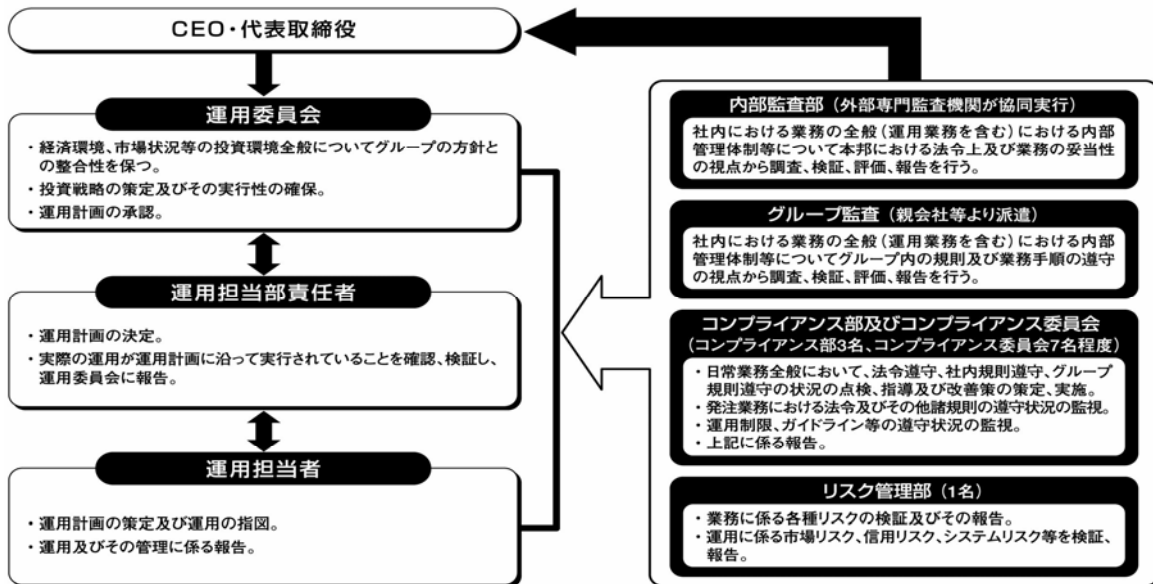 CEO・代表取締役
運用委員会
・経済環境、市場状況等の投資環境全般についてグループの方針と
の整合性を保つ。
・投資戦略の策定及びその実行性の確保。
・運用計画の承認。
運用担当部責任者
・運用計画の決定。
・実際の運用が運用計画に沿って実行されていることを確認、検証し、
運用委員会に報告。
運用担当者
・運用計画の策定及び運用の指図。
・運用及びその管理に係る報告。
内部監査部（外部専門監査機関が協同実行）
社内における業務の全般（運用業務を含む）における内部
管理体制等について本邦における法令上及び業務の妥当性
の視点から調査、検証、評価、報告を行う。
グループ監査（親会社等より派遣）
社内における業務の全般（運用業務を含む）における内部
管理体制等についてグループ内の規則及び業務手順の遵守
の視点から調査、検証、評価、報告を行う。
コンプライアンス部及びコンプライアンス委員会
（コンプライアンス部3名、コンプライアンス委員会7名程度）
・日常業務全般において、法令遵守、社内規則遵守、グループ
規則遵守の状況の点検、指導及び改善策の策定、実施。
・発注業務における法令及びその他諸規則の遵守状況の監視。
・運用制限、ガイドライン等の遵守状況の監視。
・上記に係る報告。
リスク管理部（1名）
・業務に係る各種リスクの検証及びその報告。
・運用に係る市場リスク、信用リスク、システムリスク等を検証、
報告。